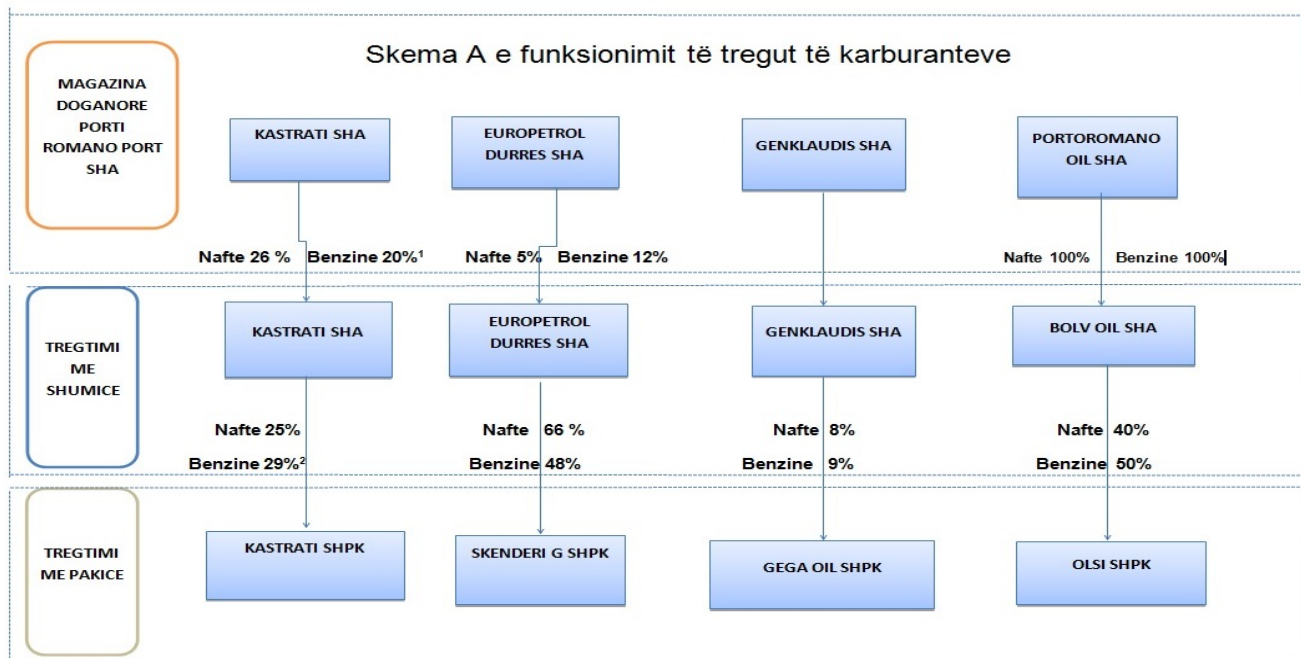 Skema A e funksionimit të tregut të karburanteve
MAGAZINA
DOGANORE
PORTI
ROMANO PORT
SHA
KASTRATI SHA
EUROPETROL
DURRES SHA
GENKLAUDIS SHA
PORTOROMANO
OIL SHA
Nafte 26 % Benzine 20%¹
Nafte 5% Benzine 12%
Nafte 100% Benzine 100%
TREGTIMI
ME
SHUMICE
KASTRATI SHA
EUROPETROL
DURRES SHA
GENKLAUDIS SHA
BOLV OIL SHA
Nafte 25%
Benzine 29%²
Nafte 66 %
Benzine 48%
Nafte 8%
Benzine 9%
Nafte 40%
Benzine 50%
TREGTIMI
ME PAKICE
KASTRATI SHPK
SKENDERI G SHPK
GEGA OIL SHPK
OLSI SHPK